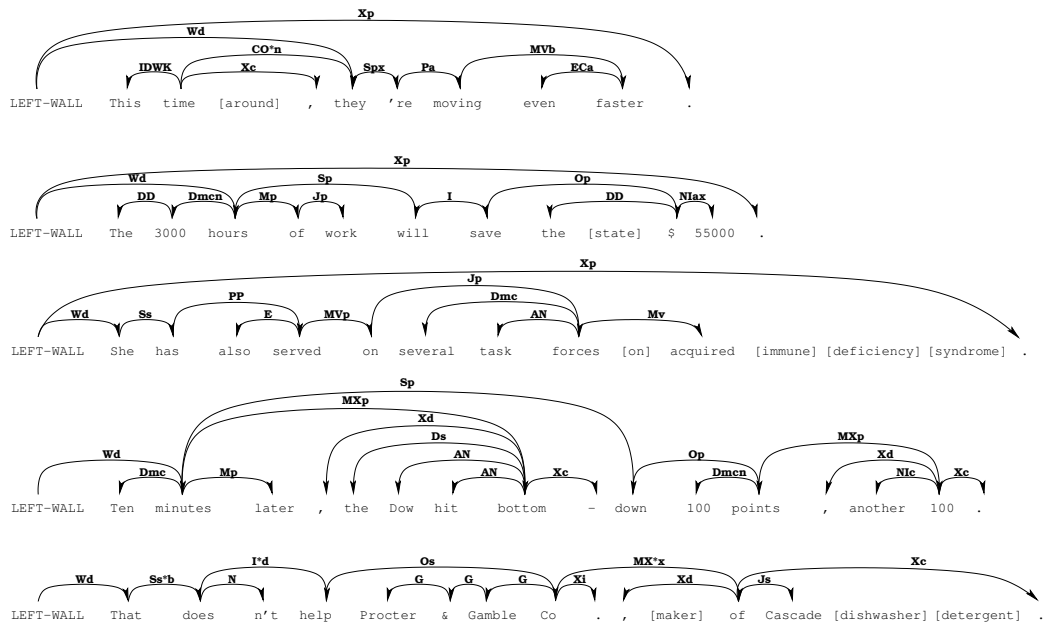 Xp
Wd
CO*n MVb
IDWK Xc Spx Pa ECa
LEFT-WALL This time [around] , they 're moving even faster .
Xp
Wd Sp Op
DD Dmcn Mp Jp I DD NIax
LEFT-WALL The 3000 hours of work will save the [state] $ 55000 .
Xp
Jp
PP Dmc
Wd Ss E MVp AN Mv
LEFT-WALL She has also served on several task forces [on] acquired [immune] [deficiency] [syndrome] .
Sp
MXp
Xd
Ds MXp
Wd AN Op Xd
Dmc Mp AN Xc Dmcn NIc Xc
LEFT-WALL Ten minutes later , the Dow hit bottom - down 100 points , another 100 .
I*d Os MX*x Xc
Wd Ss*b N G G G Xi Xd Js
LEFT-WALL That does n't help Procter & Gamble Co . , [maker] of Cascade [dishwasher] [detergent] .